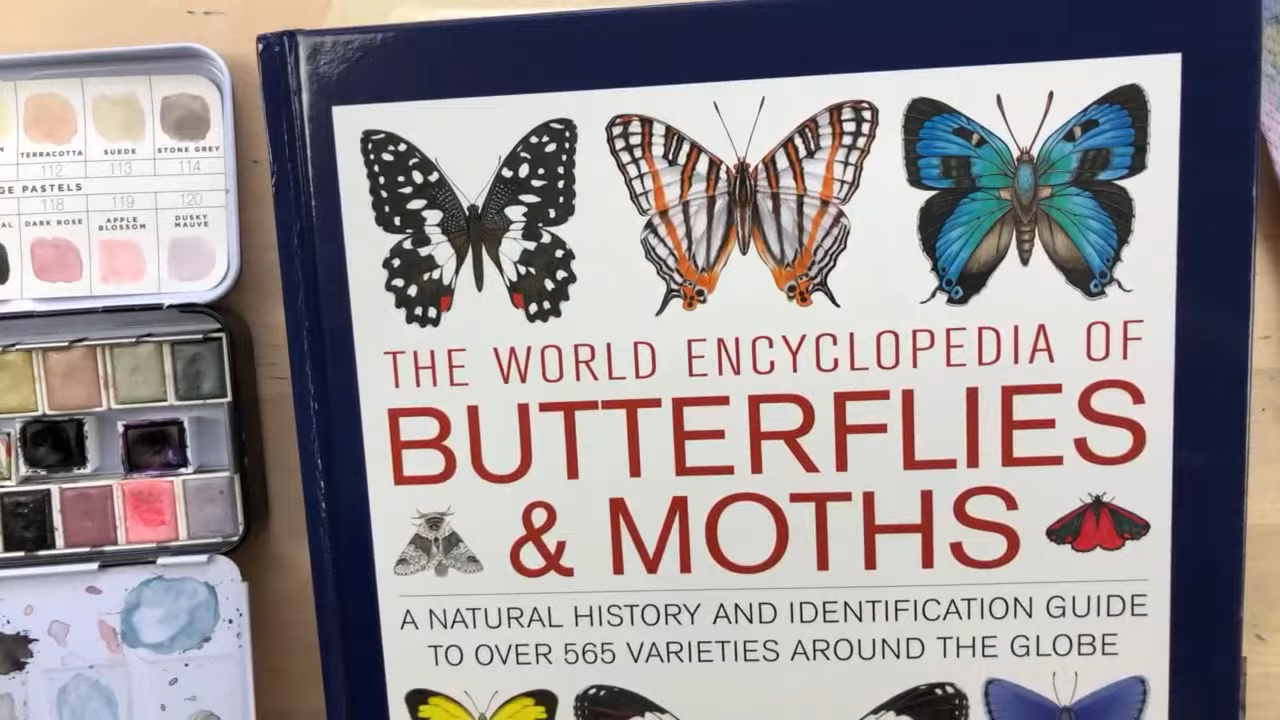 TERRACOTTA SUEDE STONE GREY
112 113 114
GE PASTELS
118 119 120
AL DARK ROSE APPLE BLOSSOM DUSKY MAUVE
THE WORLD ENCYCLOPEDIA OF
BUTTERFLIES
& MOTHS
A NATURAL HISTORY AND IDENTIFICATION GUIDE
TO OVER 565 VARIETIES AROUND THE GLOBE